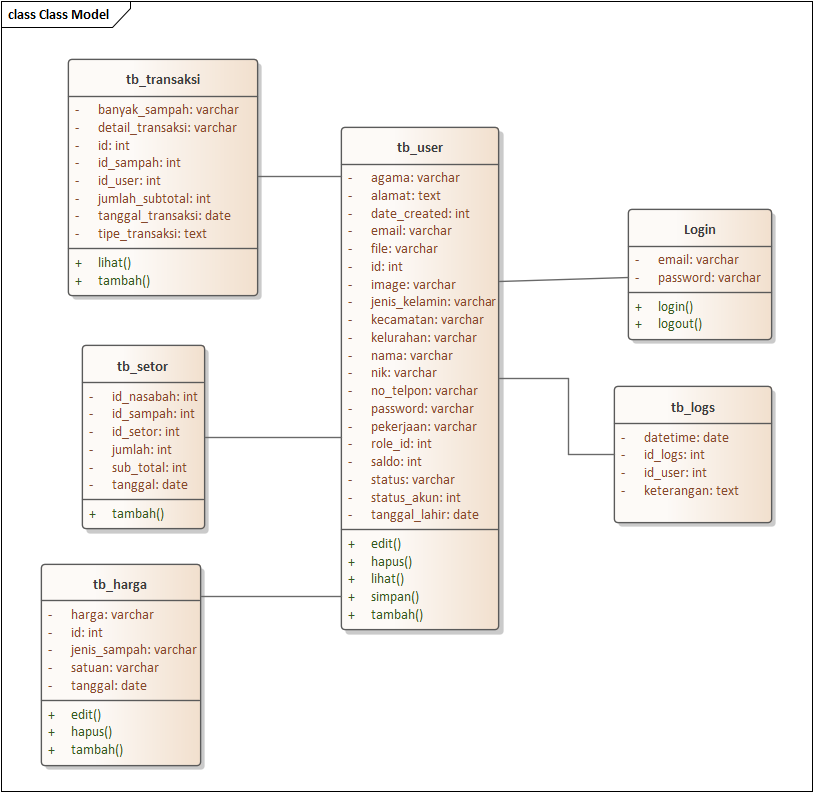 class Class Model
tb_transaksi
- banyak_sampah: varchar
- detail_transaksi: varchar
- id: int
- id_sampah: int
- id_user: int
- jumlah_subtotal: int
- tanggal_transaksi: date
- tipe_transaksi: text
+ lihat()
+ tambah()
tb_setor
- id_nasabah: int
- id_sampah: int
- id_setor: int
- jumlah: int
- sub_total: int
- tanggal: date
+ tambah()
tb_harga
- harga: varchar
- id: int
- jenis_sampah: varchar
- satuan: varchar
- tanggal: date
+ edit()
+ hapus()
+ tambah()
tb_user
- agama: varchar
- alamat: text
- date_created: int
- email: varchar
- file: varchar
- id: int
- image: varchar
- jenis_kelamin: varchar
- kecamatan: varchar
- kelurahan: varchar
- nama: varchar
- nik: varchar
- no_telpon: varchar
- password: varchar
- pekerjaan: varchar
- role_id: int
- saldo: int
- status: varchar
- status_akun: int
- tanggal_lahir: date
+ edit()
+ hapus()
+ lihat()
+ simpan()
+ tambah()
Login
- email: varchar
- password: varchar
+ login()
+ logout()
tb_logs
- datetime: date
- id_logs: int
- id_user: int
- keterangan: text